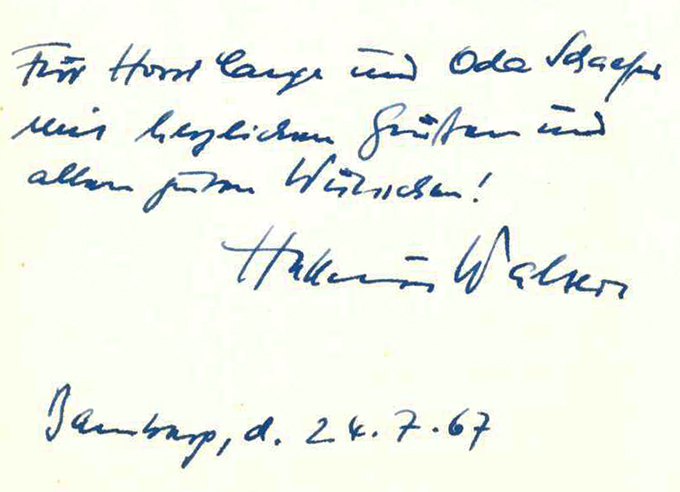 Für Horst Lange und Oda Schaefer
mit herzlichen Grüßen und
allen guten Wünschen!
Bamberg, d. 24.7.67